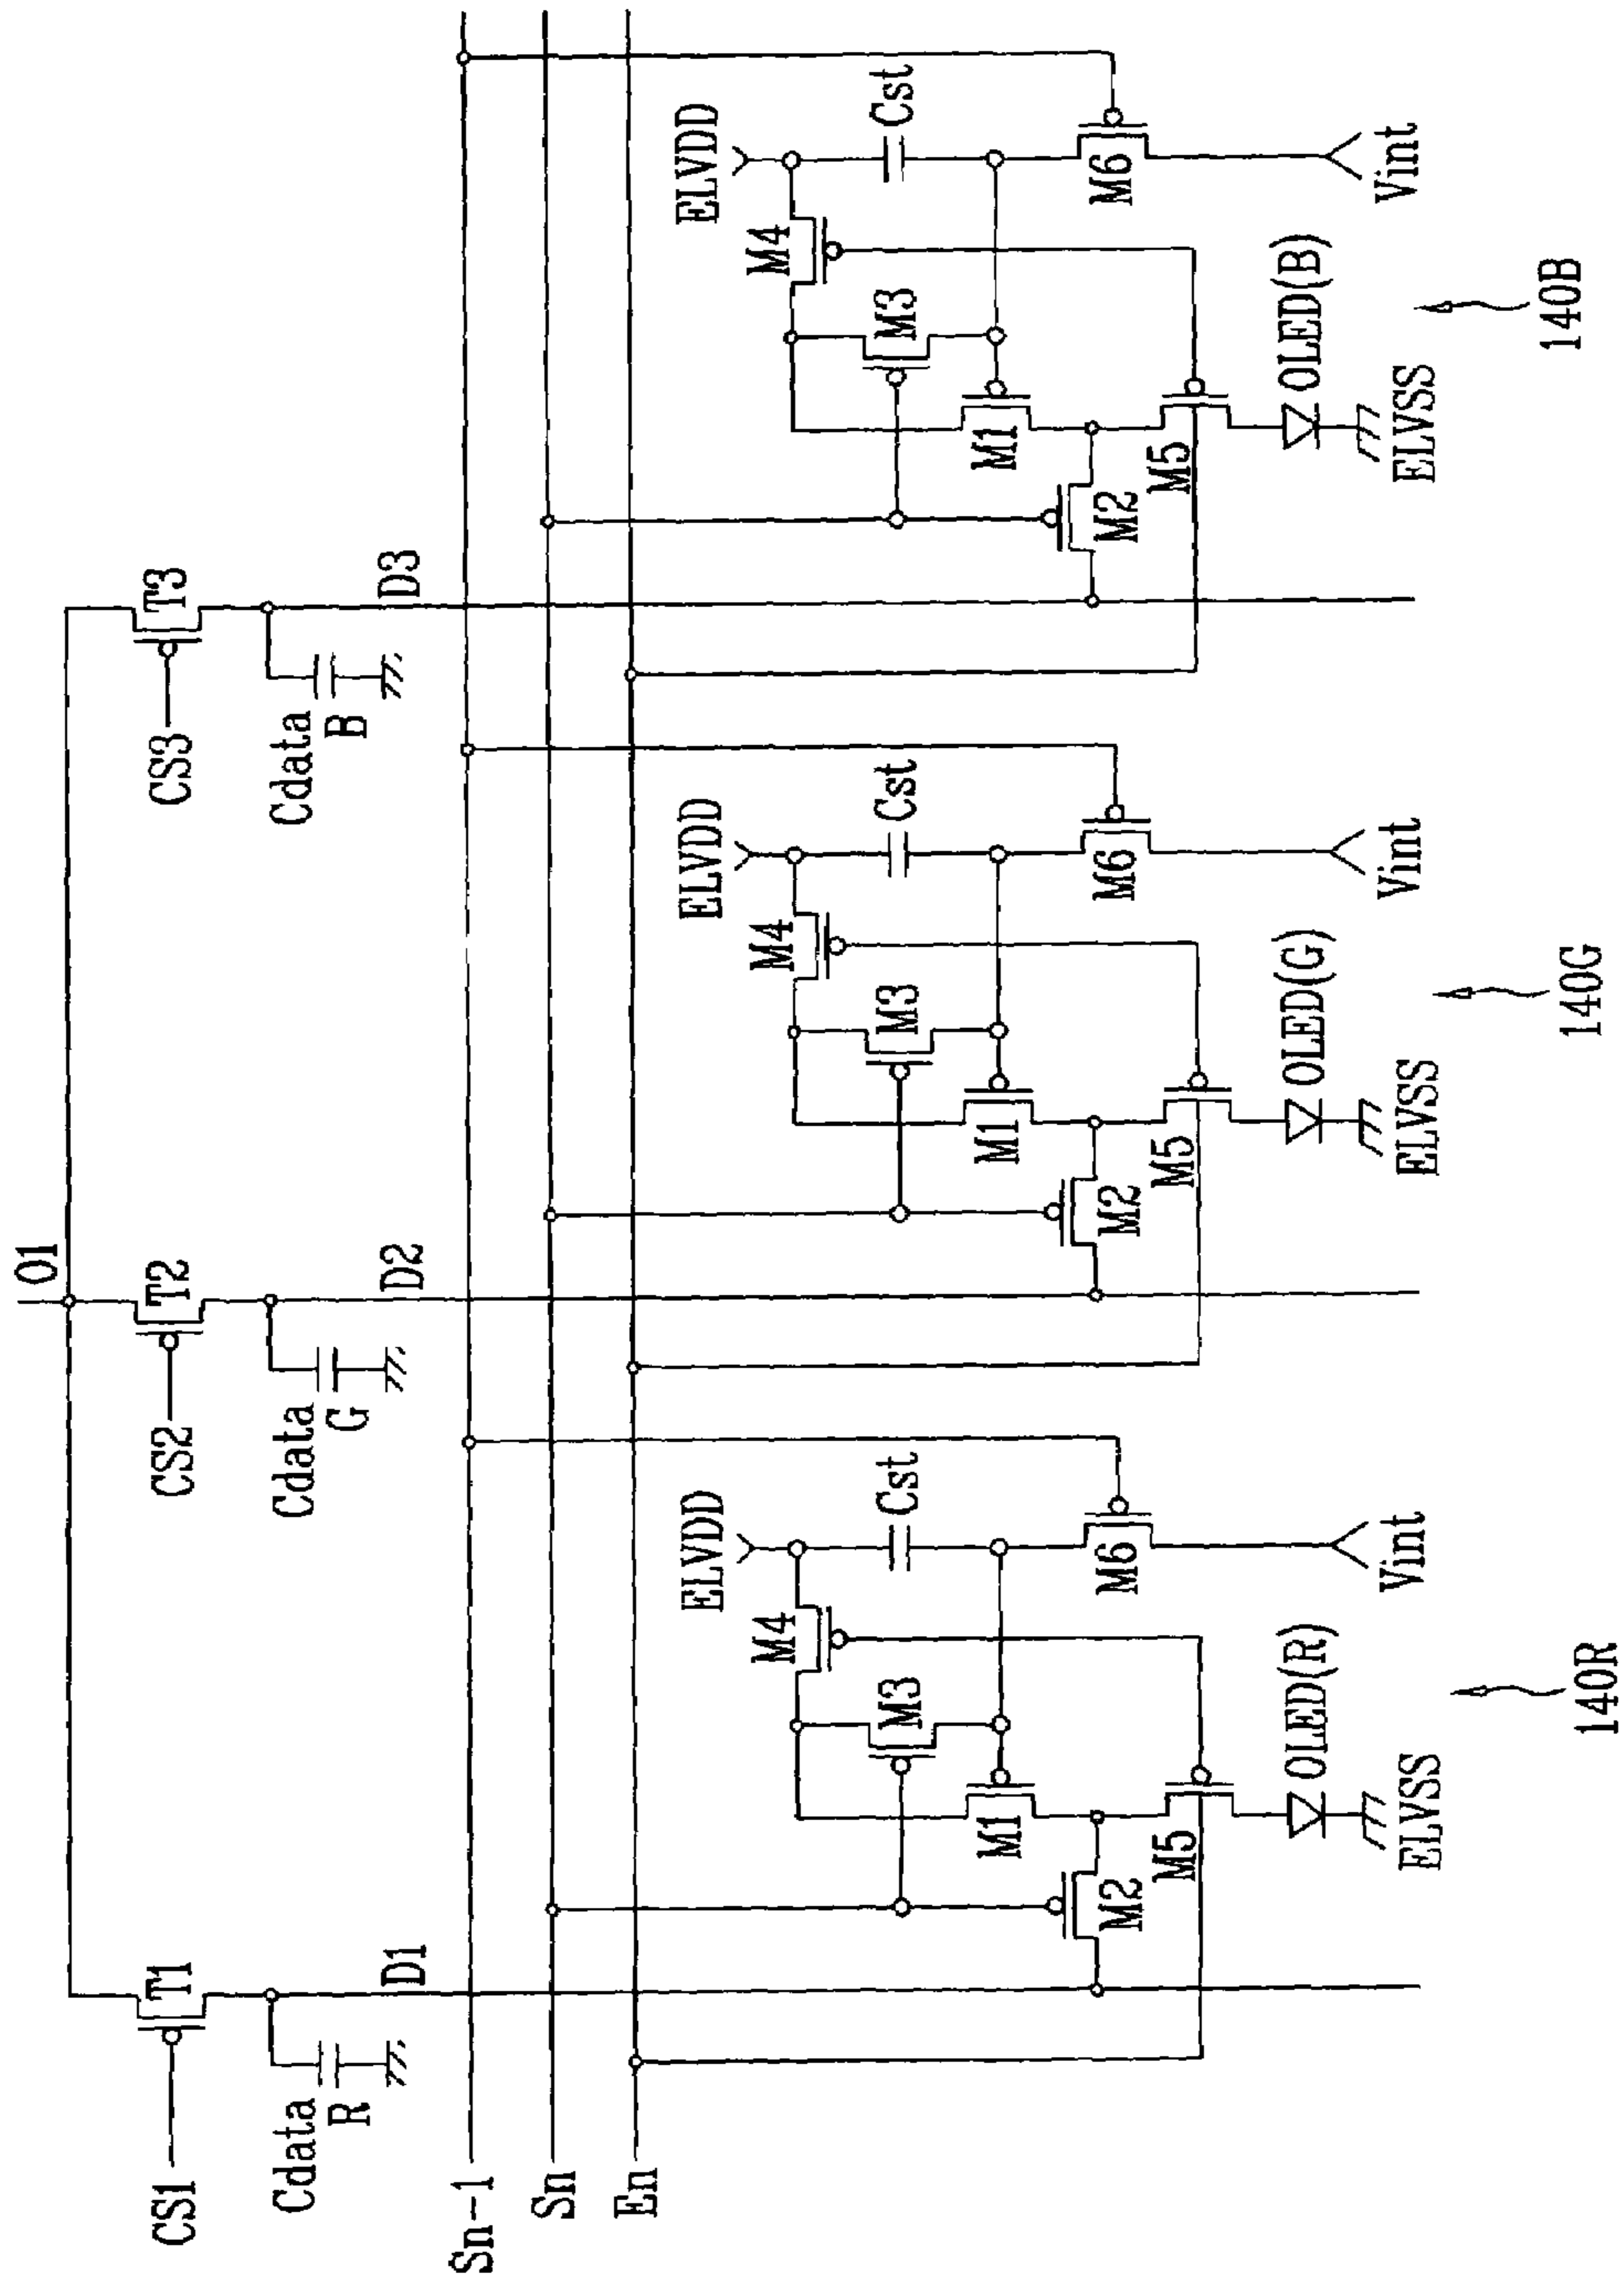 O1
CS1
T1
CS2
T2
CS3
T3
Cdata
R
D1
Cdata
G
D2
Cdata
B
D3
Sn-1
Sn
En
ELVDD
M4
M3
Cst
M1
M2
M5
M6
OLED(R)
ELVSS
Vint
140R
ELVDD
M4
M3
Cst
M1
M2
M5
M6
OLED(G)
ELVSS
Vint
140G
ELVDD
M4
M3
Cst
M1
M2
M5
M6
OLED(B)
ELVSS
Vint
140B